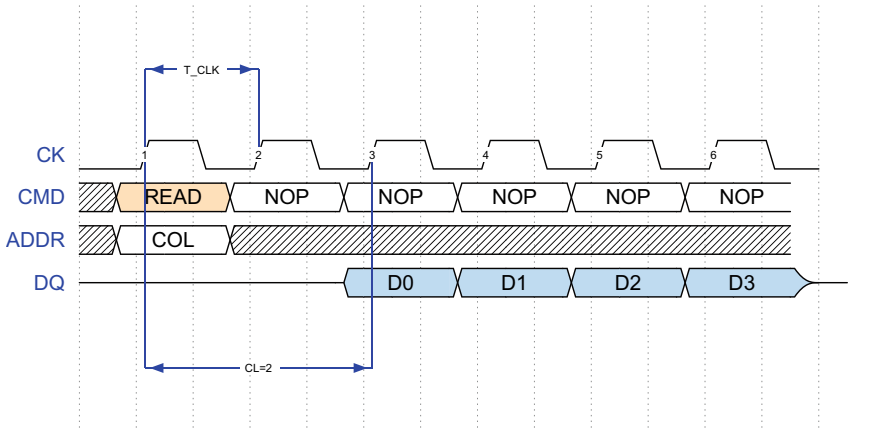 T_CLK
CK 1 2 3 4 5 6
CMD READ NOP NOP NOP NOP NOP
ADDR COL
DQ D0 D1 D2 D3
CL=2